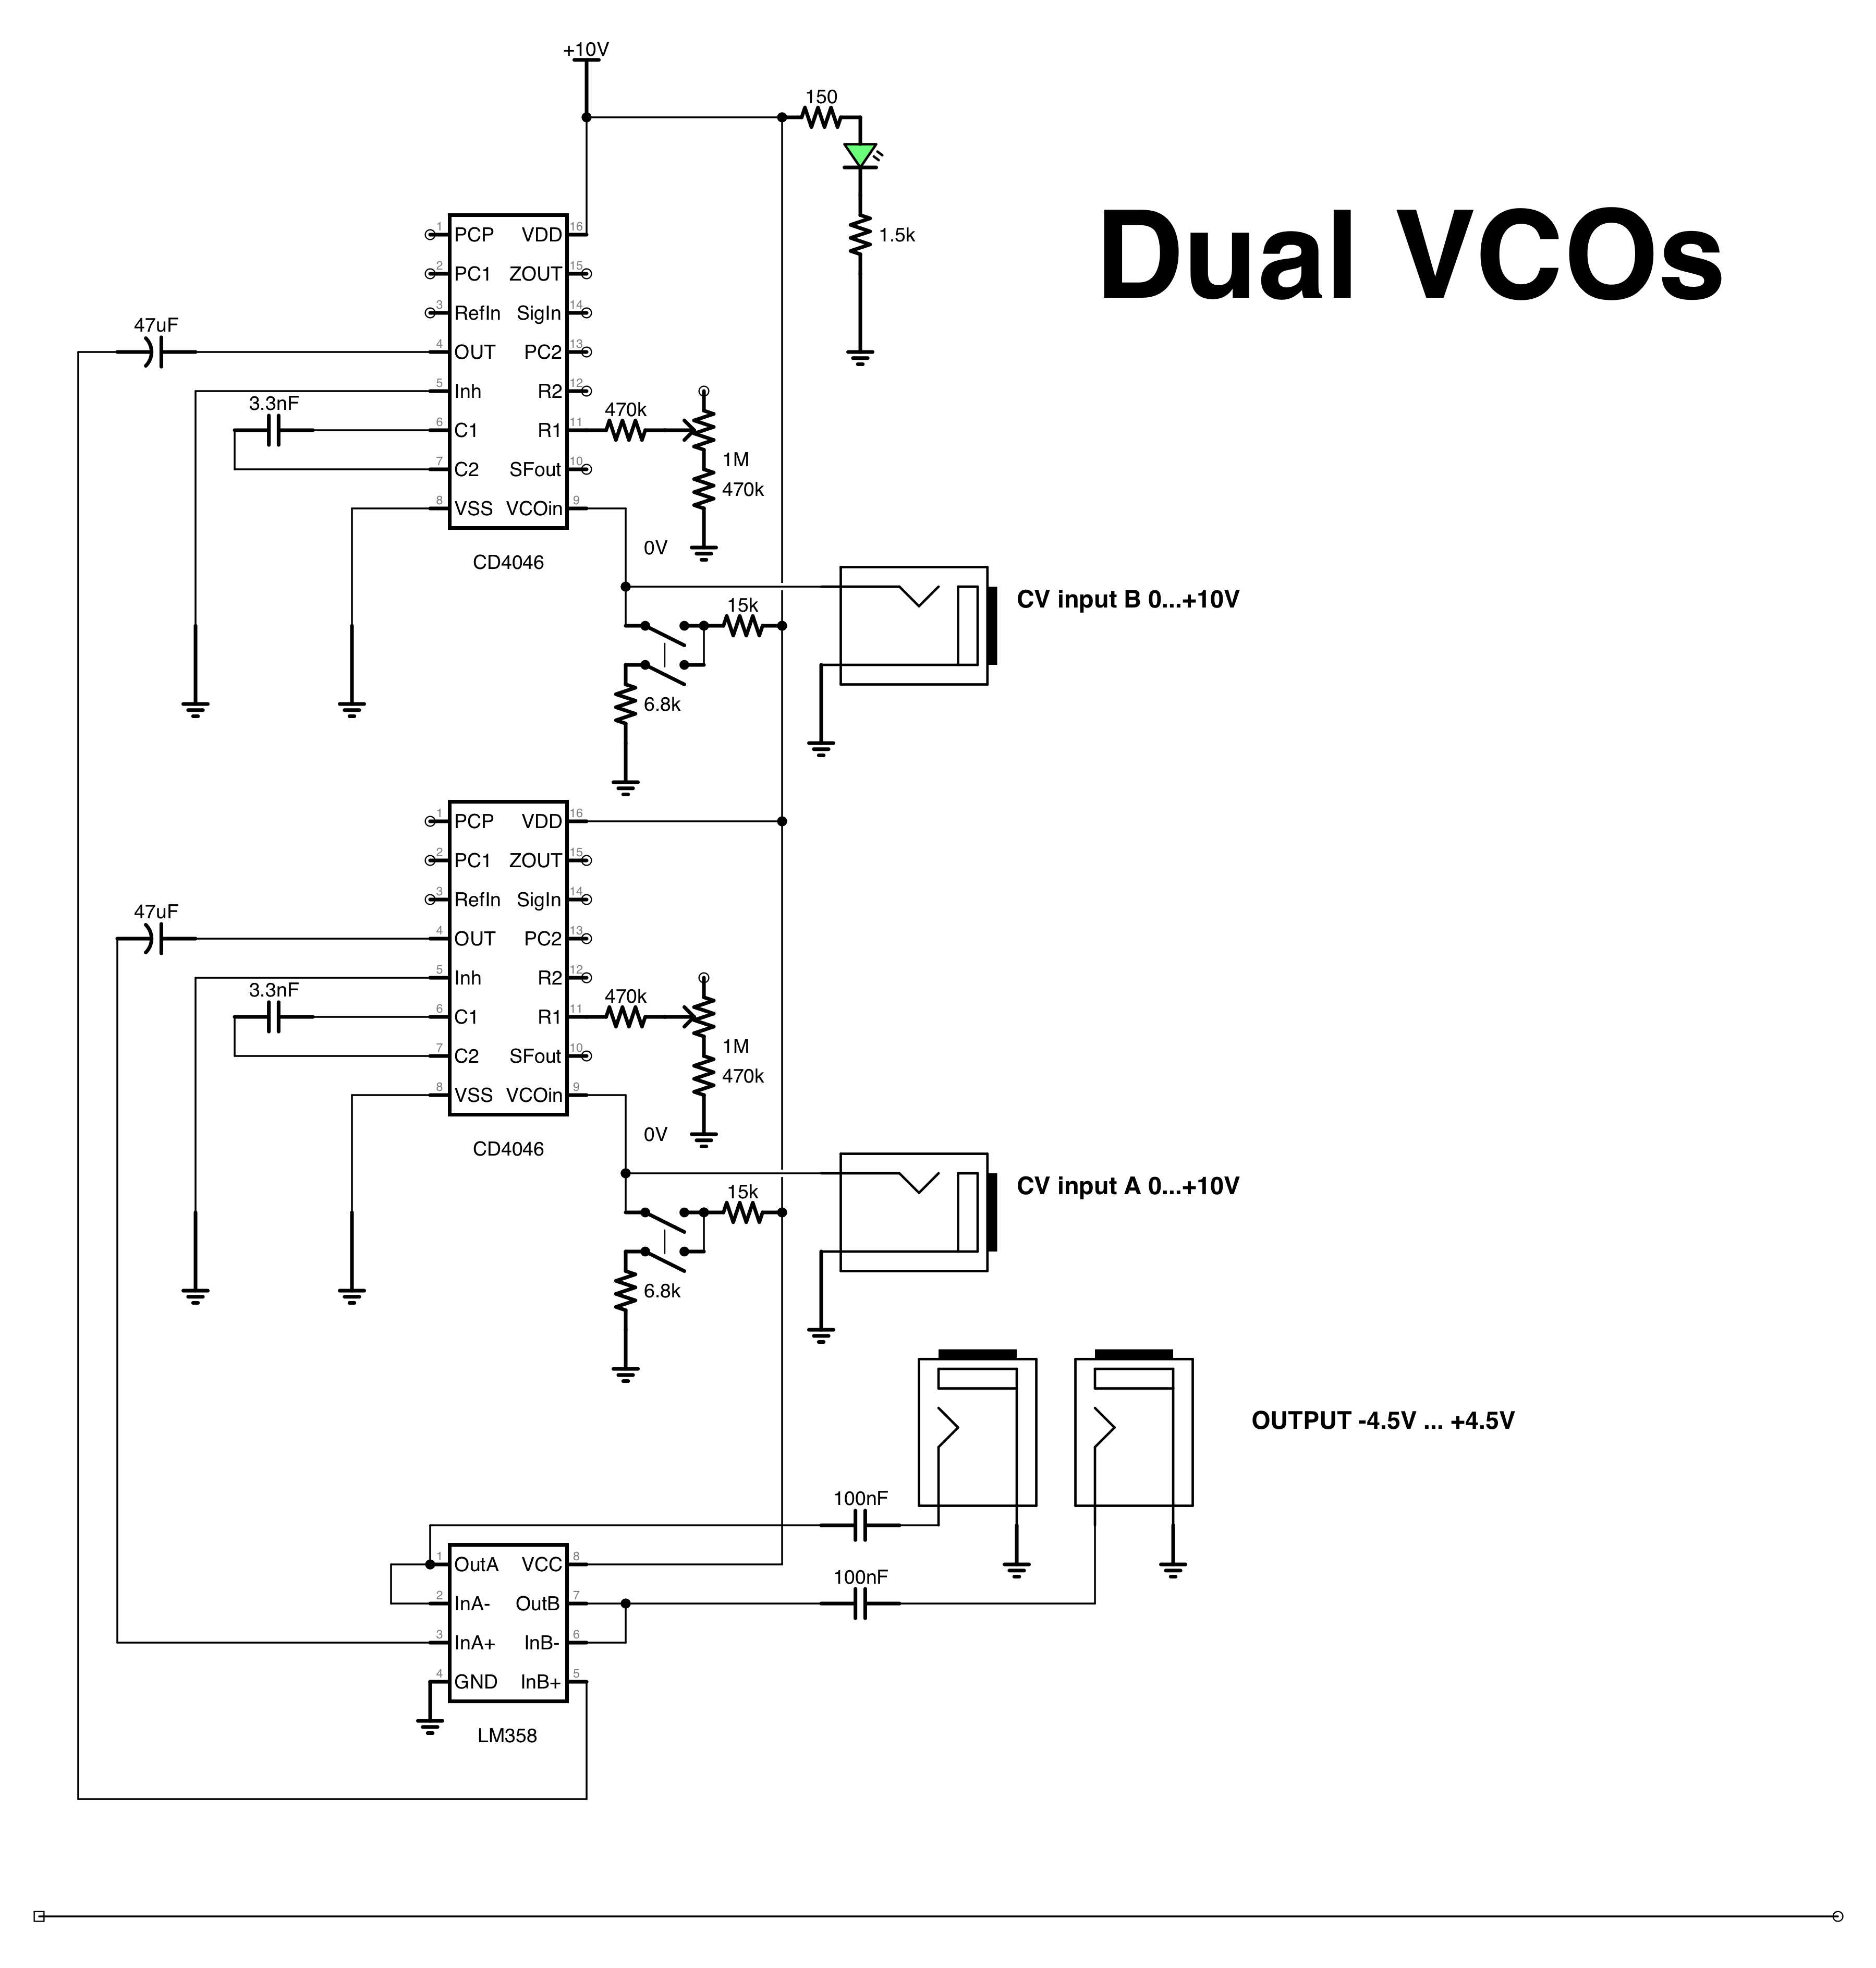 +10V
150
Dual VCOs
1.5k
1 PCP VDD 16
2 PC1 ZOUT 15
3 RefIn SigIn 14
47uF
4 OUT PC2 13
5 Inh R2 12
3.3nF
470k
6 C1 R1 11
1M
7 C2 SFout 10
470k
8 VSS VCOin 9
0V
CD4046
CV input B 0...+10V
15k
6.8k
1 PCP VDD 16
2 PC1 ZOUT 15
3 RefIn SigIn 14
47uF
4 OUT PC2 13
5 Inh R2 12
3.3nF
470k
6 C1 R1 11
1M
7 C2 SFout 10
470k
8 VSS VCOin 9
0V
CD4046
CV input A 0...+10V
15k
6.8k
OUTPUT -4.5V ... +4.5V
100nF
1 OutA VCC 8
100nF
2 InA- OutB 7
3 InA+ InB- 6
4 GND InB+ 5
LM358